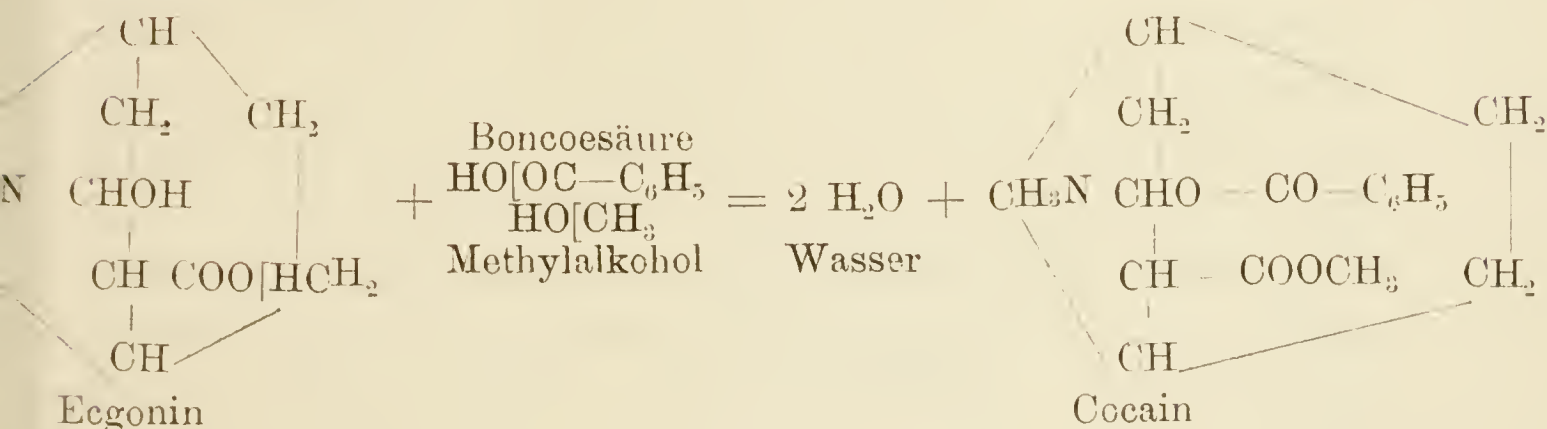 CH CH
CH₂ CH₂ CH₂ CH₂
Boncoesäure
N CHOH + HO[OC—C₆H₅ = 2 H₂O + CH₃N CHO — CO — C₆H₅
HO[CH₃
Methylalkohol Wasser
CH COO[HCH₂ CH - COOCH₃ CH₂
CH CH
Ecgonin Cocain